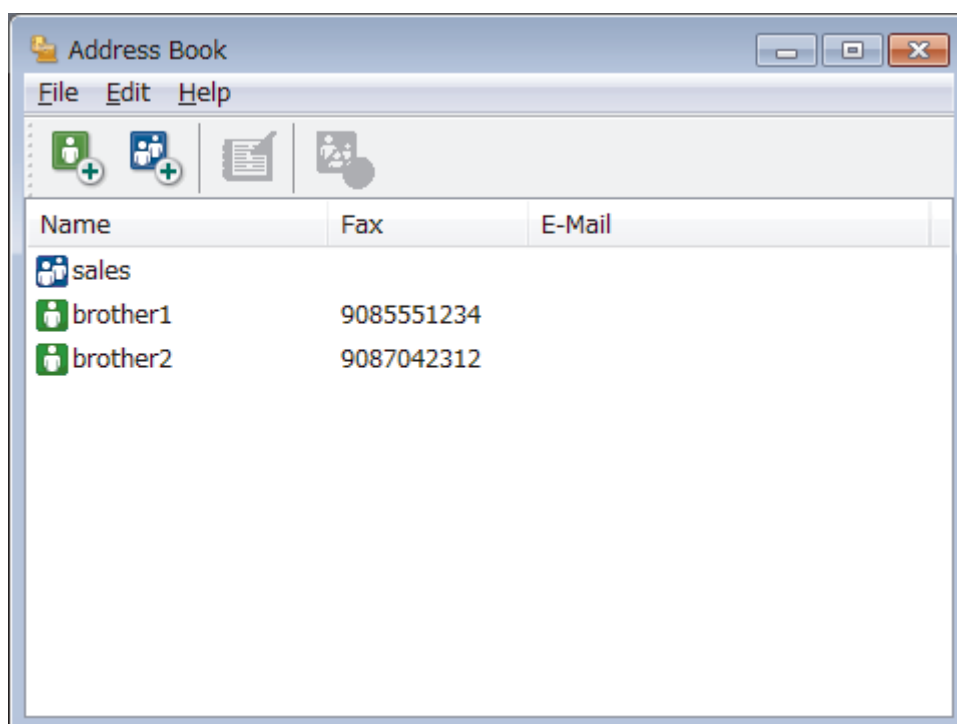 Address Book
File Edit Help
Name Fax E-Mail
sales
brother1 9085551234
brother2 9087042312